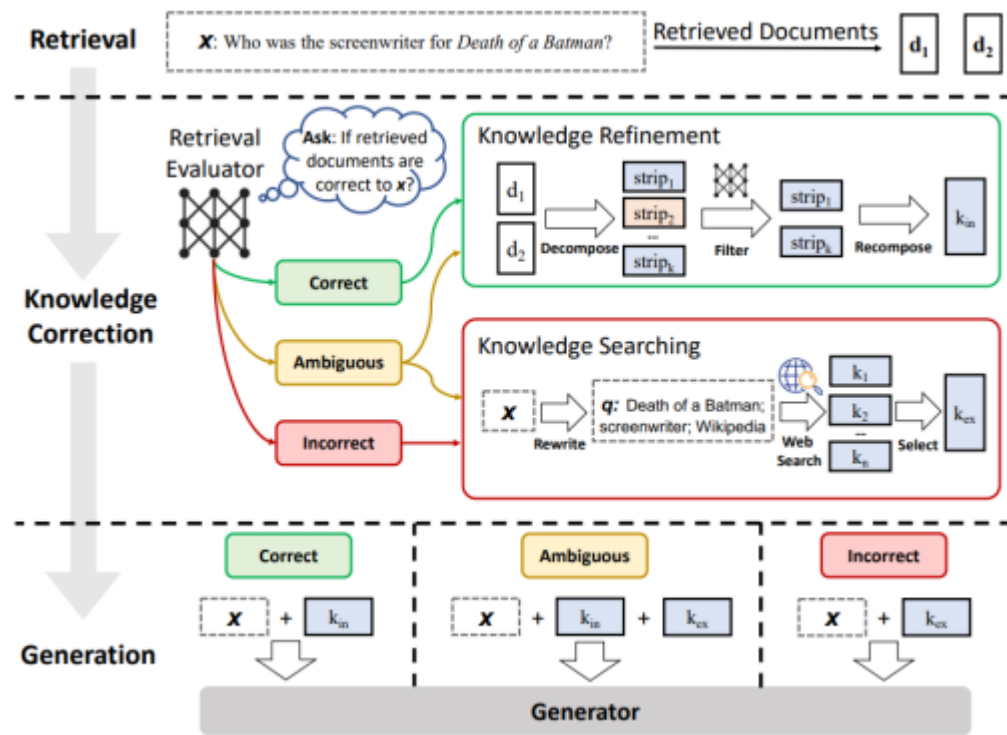 Retrieval
x: Who was the screenwriter for Death of a Batman?
Retrieved Documents
d₁
d₂
Retrieval
Evaluator
Ask: If retrieved
documents are
correct to x?
Correct
Ambiguous
Incorrect
Knowledge
Correction
Knowledge Refinement
d₁
d₂
Decompose
strip₁
strip₂
...
stripₖ
Filter
strip₁
stripₖ
Recompose
kᵢₙ
Knowledge Searching
x
Rewrite
q: Death of a Batman;
screenwriter; Wikipedia
Web
Search
k₁
k₂
...
kₙ
Select
kₑₓ
Generation
Correct
x + kᵢₙ
Ambiguous
x + kᵢₙ + kₑₓ
Incorrect
x + kₑₓ
Generator